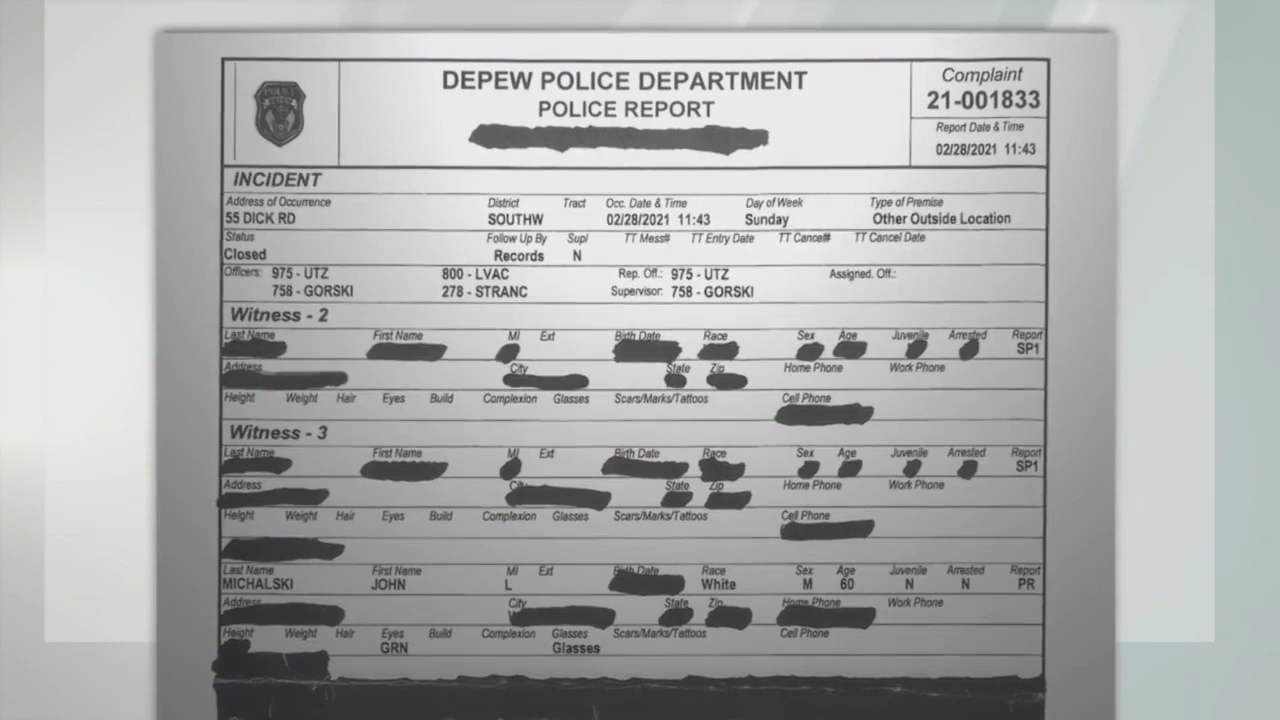 DEPEW POLICE DEPARTMENT
POLICE REPORT
Complaint
21-001833
Report Date & Time
02/28/2021 11:43
POLICE
DEPEW
INCIDENT
Address of Occurrence District Tract Occ. Date & Time Day of Week Type of Premise
55 DICK RD SOUTHW 02/28/2021 11:43 Sunday Other Outside Location
Status Follow Up By Supl TT Mess# TT Entry Date TT Cancel# TT Cancel Date
Closed Records N
Officers: 975 - UTZ 800 - LVAC Rep. Off.: 975 - UTZ Assigned. Off.:
758 - GORSKI 278 - STRANC Supervisor: 758 - GORSKI
Witness - 2
Last Name First Name MI Ext Birth Date Race Sex Age Juvenile Arrested Report
SP1
Address City State Zip Home Phone Work Phone
Height Weight Hair Eyes Build Complexion Glasses Scars/Marks/Tattoos Cell Phone
Witness - 3
Last Name First Name MI Ext Birth Date Race Sex Age Juvenile Arrested Report
SP1
Address City State Zip Home Phone Work Phone
Height Weight Hair Eyes Build Complexion Glasses Scars/Marks/Tattoos Cell Phone
Last Name First Name MI Ext Birth Date Race Sex Age Juvenile Arrested Report
MICHALSKI JOHN L White M 60 N N PR
Address City State Zip Home Phone Work Phone
Height Weight Hair Eyes Build Complexion Glasses Scars/Marks/Tattoos Cell Phone
GRN Glasses